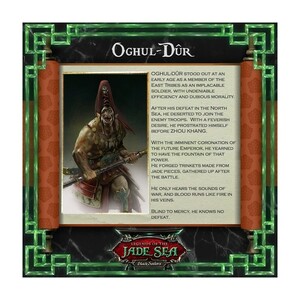 OGHUL-DÛR
OGHUL-DÛR STOOD OUT AT AN
EARLY AGE AS A MEMBER OF THE
EAST TRIBES AS AN IMPLACABLE
SOLDIER, WITH UNDENIABLE
EFFICIENCY AND DUBIOUS MORALITY.
AFTER HIS DEFEAT IN THE NORTH
SEA, HE DESERTED TO JOIN THE
ENEMY TROOPS. WITH A FEVERISH
DESIRE, HE PROSTRATED HIMSELF
BEFORE ZHOU KHANG.
WITH THE IMMINENT CORONATION OF
THE FUTURE EMPEROR, HE YEARNED
TO HAVE THE FOUNTAIN OF THAT
POWER.
HE FORGED TRINKETS MADE FROM
JADE PIECES, GATHERED UP AFTER
THE BATTLE.
HE ONLY HEARS THE SOUNDS OF
WAR, AND BLOOD RUNS LIKE FIRE IN
HIS VEINS.
BLIND TO MERCY, HE KNOWS NO
DEFEAT.
LEGIONS OF THE
JADE SEA